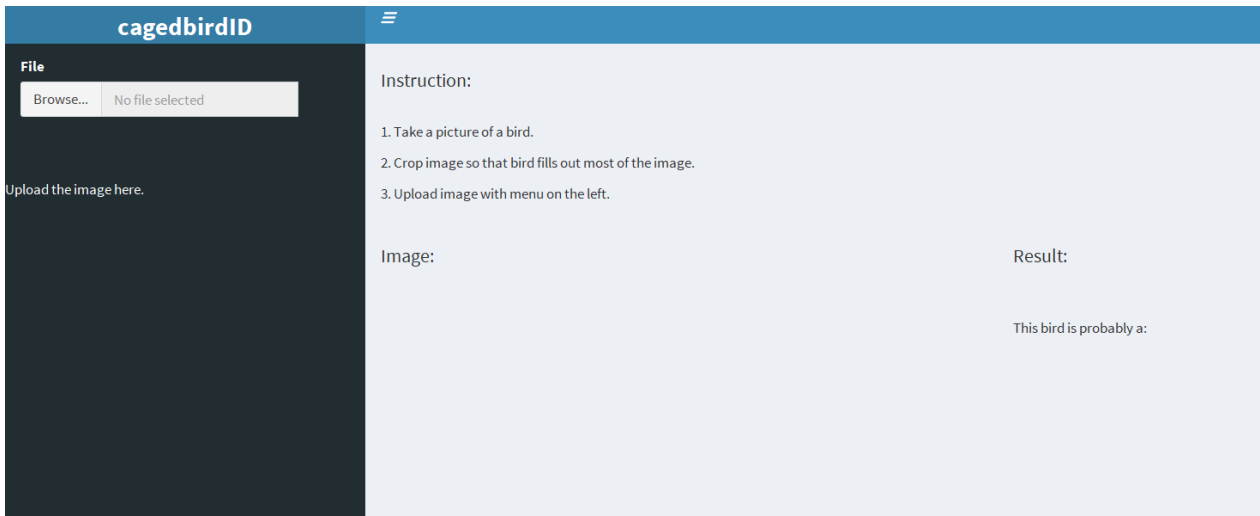 cagedbirdID
File
Browse... No file selected
Upload the image here.
Instruction:
1. Take a picture of a bird.
2. Crop image so that bird fills out most of the image.
3. Upload image with menu on the left.
Image:
Result:
This bird is probably a: